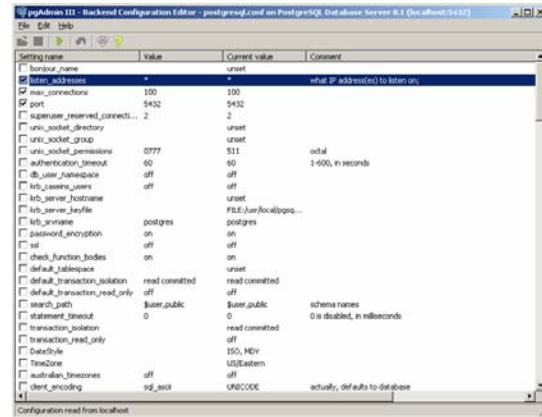 pgAdmin III - Backend Configuration Editor - postgresql.conf on PostgreSQL Database Server 8.1 (localhost:5432)
File Edit Help
Setting name Value Current value Comment
bonjour_name unset
listen_addresses * * what IP address(es) to listen on;
max_connections 100 100
port 5432 5432
superuser_reserved_connecti... 2 2
unix_socket_directory unset
unix_socket_group unset
unix_socket_permissions 0777 511 octal
authentication_timeout 60 60 1-600, in seconds
db_user_namespace off off
krb_caseins_users off off
krb_server_hostname unset
krb_server_keyfile FILE:/usr/local/pgsq...
krb_srvname postgres postgres
password_encryption on on
ssl off off
check_function_bodies on on
default_tablespace unset
default_transaction_isolation read committed read committed
default_transaction_read_only off off
search_path $user,public $user,public schema names
statement_timeout 0 0 0 is disabled, in milliseconds
transaction_isolation read committed
transaction_read_only off
DateStyle ISO, MDY
TimeZone US/Eastern
australian_timezones off off
client_encoding sql_ascii UNICODE actually, defaults to database
Configuration read from localhost